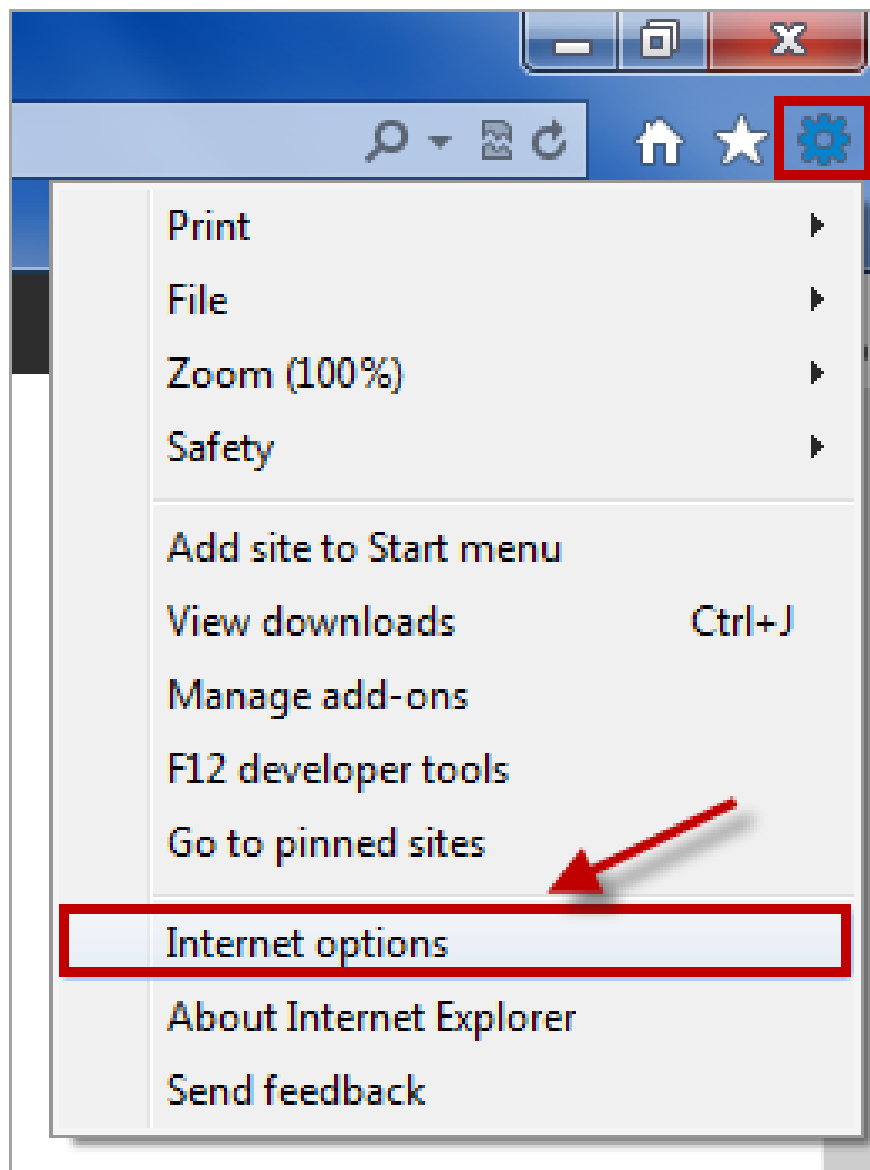 Print
File
Zoom (100%)
Safety
Add site to Start menu
View downloads Ctrl+J
Manage add-ons
F12 developer tools
Go to pinned sites
Internet options
About Internet Explorer
Send feedback